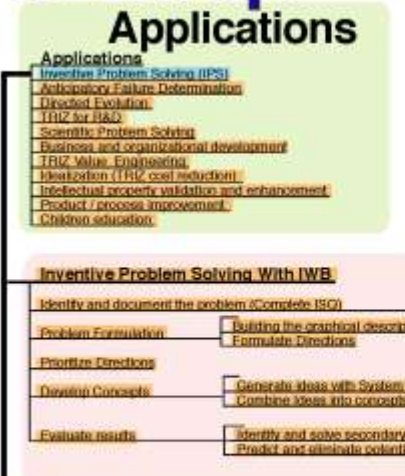 Applications
Applications
Inventive Problem Solving (IPS)
Anticipatory Failure Determination
Directed Evolution
TRIZ for R&D
Scientific Problem Solving
Business and organizational development
TRIZ Value Engineering
Idealization (TRIZ cost reduction)
Intellectual property validation and enhancement
Product / process improvement
Children education
Inventive Problem Solving With IWB
Identify and document the problem (Complete ISQ)
Problem Formulation
Building the graphical descrip
Formulate Directions
Prioritize Directions
Develop Concepts
Generate ideas with System
Combine Ideas into concepts
Evaluate results
Identify and solve secondary
Predict and eliminate potenti